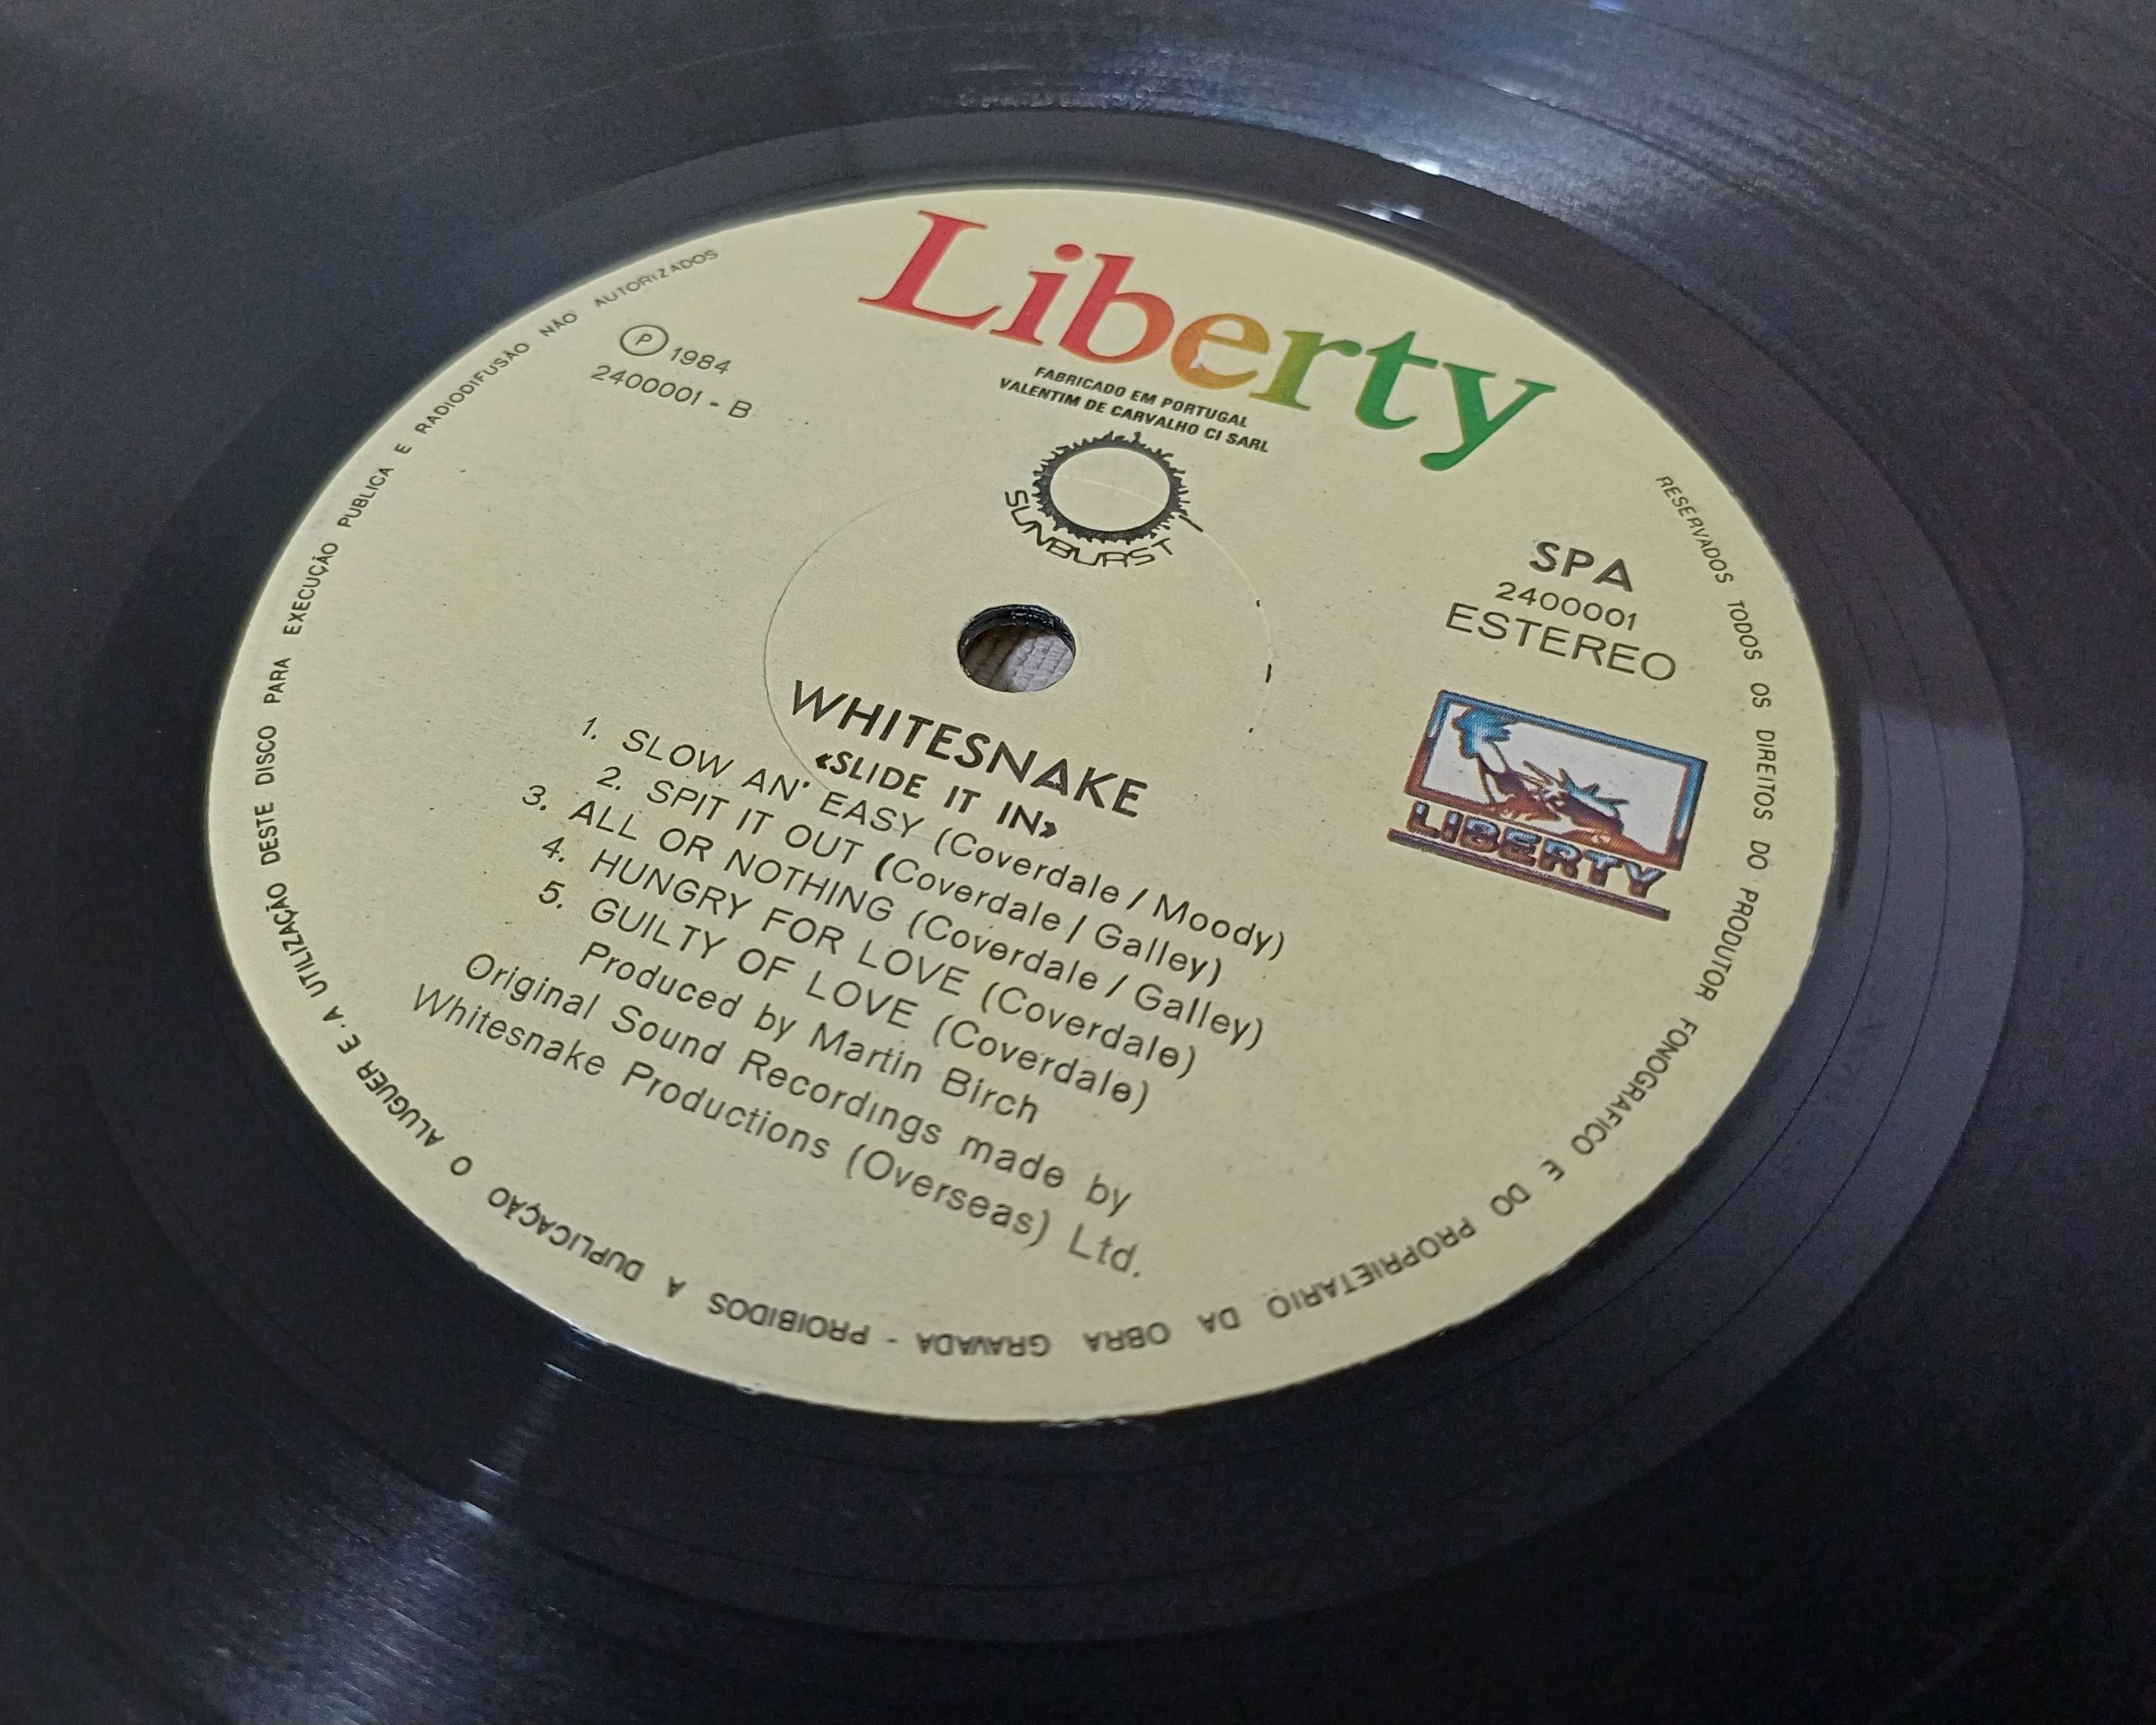 Liberty
FABRICADO EM PORTUGAL
VALENTIM DE CARVALHO CI SARL
SUNBURST
Ⓟ 1984
2400001 - B
SPA
2400001
ESTEREO
LIBERTY
WHITESNAKE
«SLIDE IT IN»
1. SLOW AN' EASY (Coverdale / Moody)
2. SPIT IT OUT (Coverdale / Galley)
3. ALL OR NOTHING (Coverdale / Galley)
4. HUNGRY FOR LOVE (Coverdale)
5. GUILTY OF LOVE (Coverdale)
Produced by Martin Birch
Original Sound Recordings made by
Whitesnake Productions (Overseas) Ltd.
RESERVADOS TODOS OS DIREITOS DO PRODUTOR FONOGRAFICO E DO PROPRIETARIO DA OBRA GRAVADA - PROIBIDOS A DUPLICAÇÃO O ALUGUER E.A UTILIZAÇÃO DESTE DISCO PARA EXECUÇÃO PUBLICA E RADIODIFUSÃO NÃO AUTORIZADOS